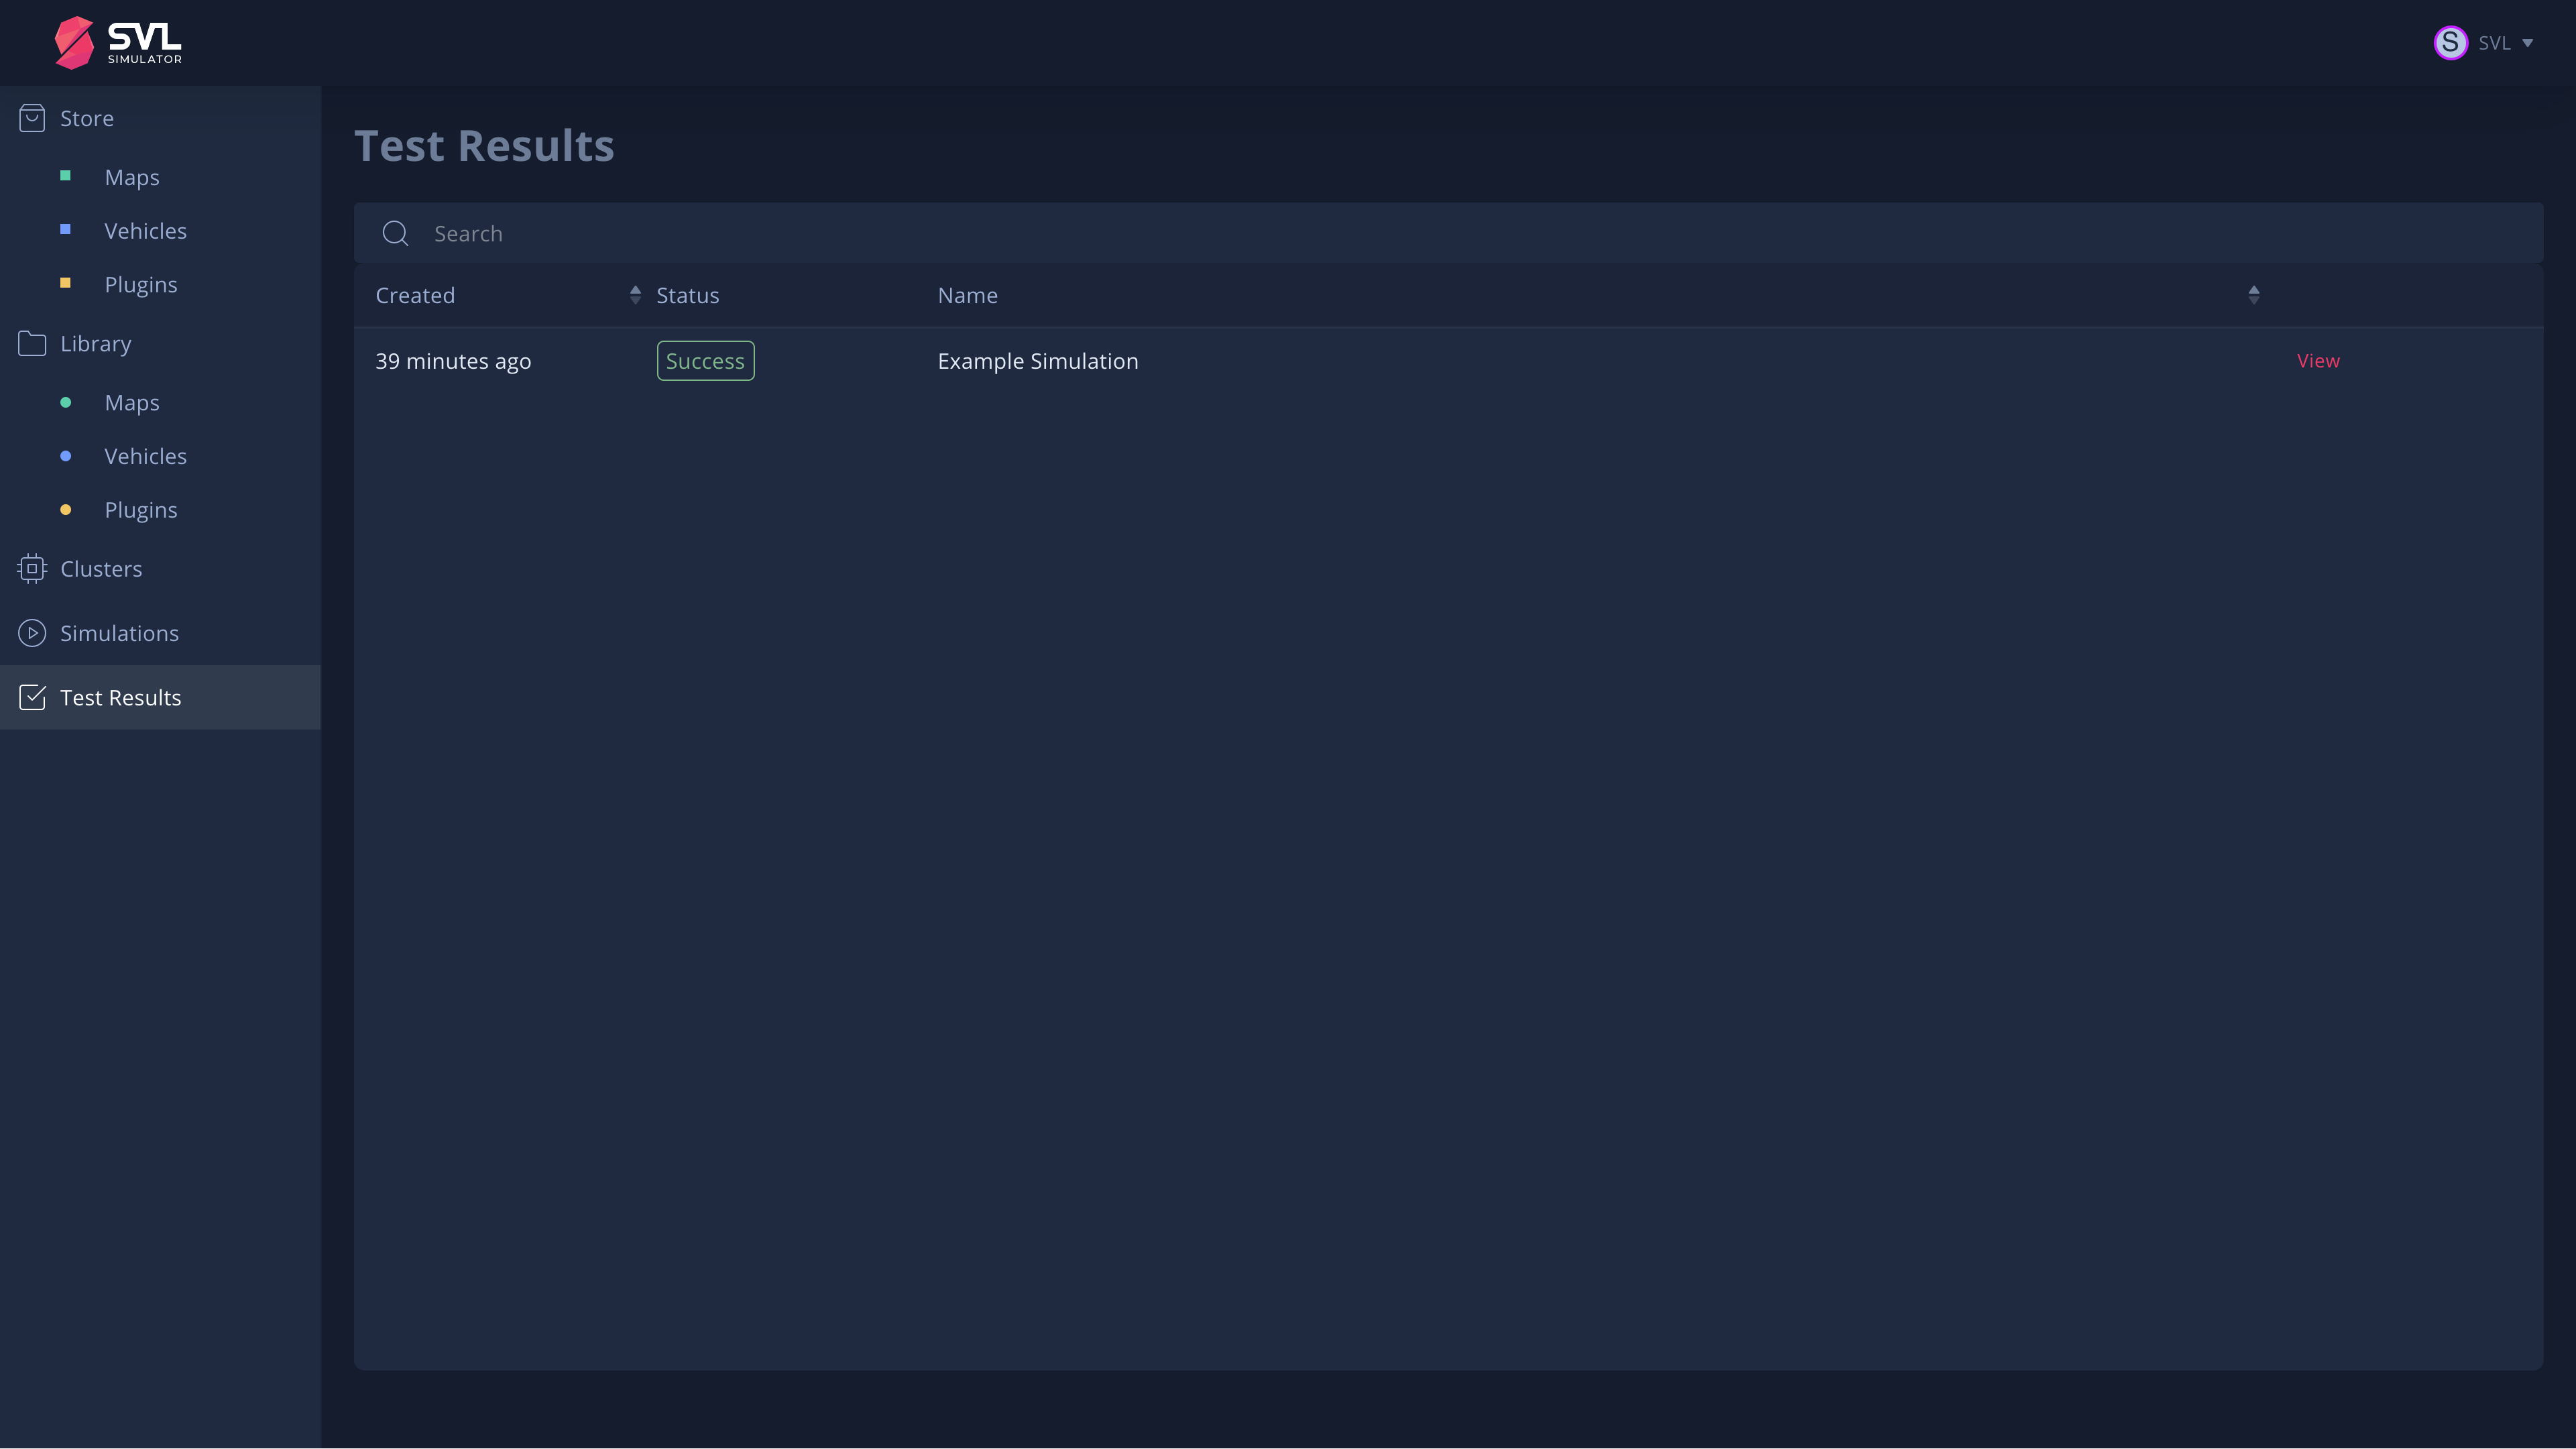 SVL
SIMULATOR
S SVL
Store
Maps
Vehicles
Plugins
Library
Maps
Vehicles
Plugins
Clusters
Simulations
Test Results
Test Results
Search
Created Status Name
39 minutes ago Success Example Simulation View